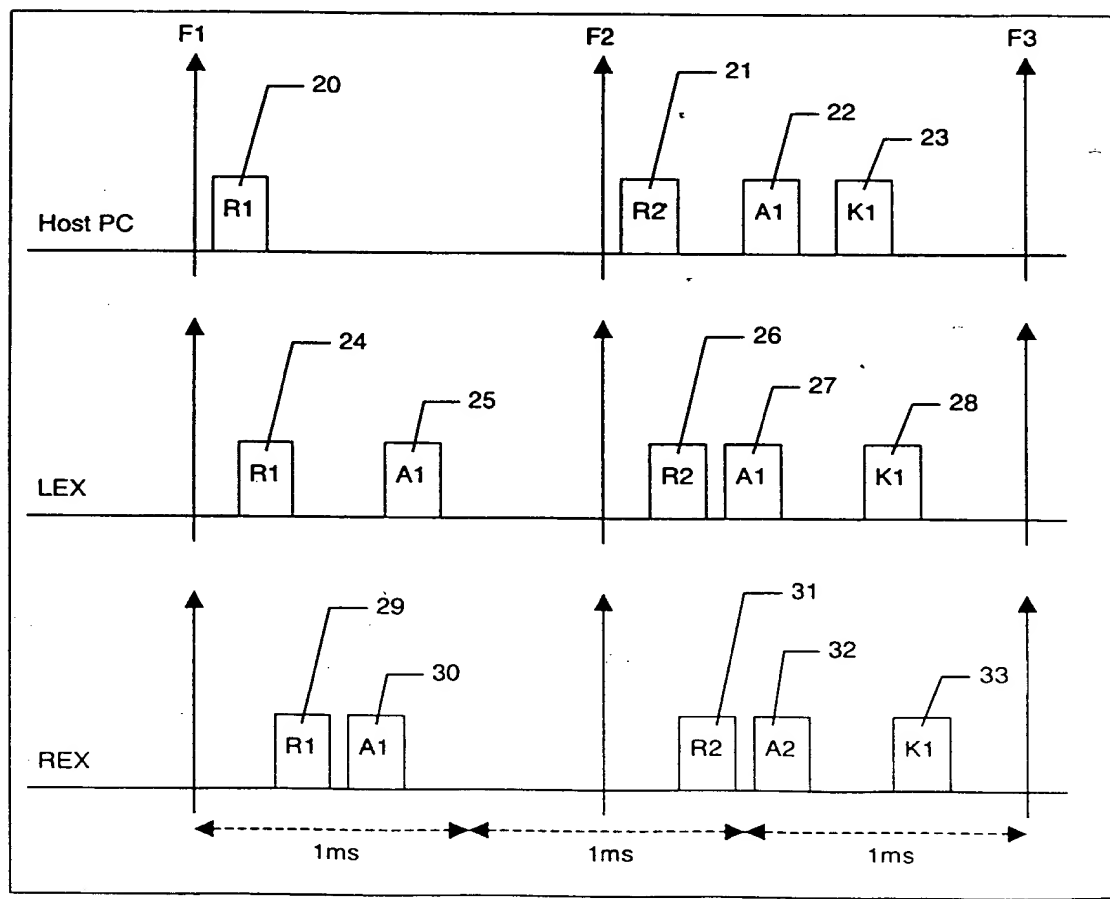 F1 F2 F3
20 21 22 23
R1 R2 A1 K1
Host PC
24 25 26 27 28
R1 A1 R2 A1 K1
LEX
29 30 31 32 33
R1 A1 R2 A2 K1
REX
1ms 1ms 1ms